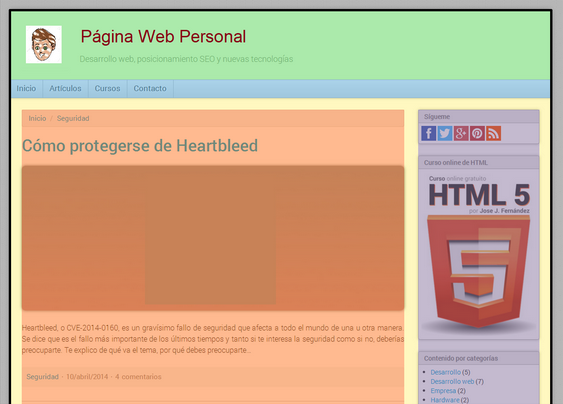 Página Web Personal
Desarrollo web, posicionamiento SEO y nuevas tecnologías
Inicio
Artículos
Cursos
Contacto
Inicio / Seguridad
Cómo protegerse de Heartbleed
Heartbleed, o CVE-2014-0160, es un gravísimo fallo de seguridad que afecta a todo el mundo de una u otra manera.
Se dice que es el fallo más importante de los últimos tiempos y tanto si te interesa la seguridad como si no, deberías
preocuparte. Te explico de qué va el tema, por qué debes preocuparte...
Seguridad - 10/abril/2014 - 4 comentarios
Sígueme
Curso online de HTML
Curso online gratuito
HTML 5
por Jose J. Fernández
Contenido por categorías
Desarrollo (5)
Desarrollo web (7)
Empresa (2)
Hardware (2)